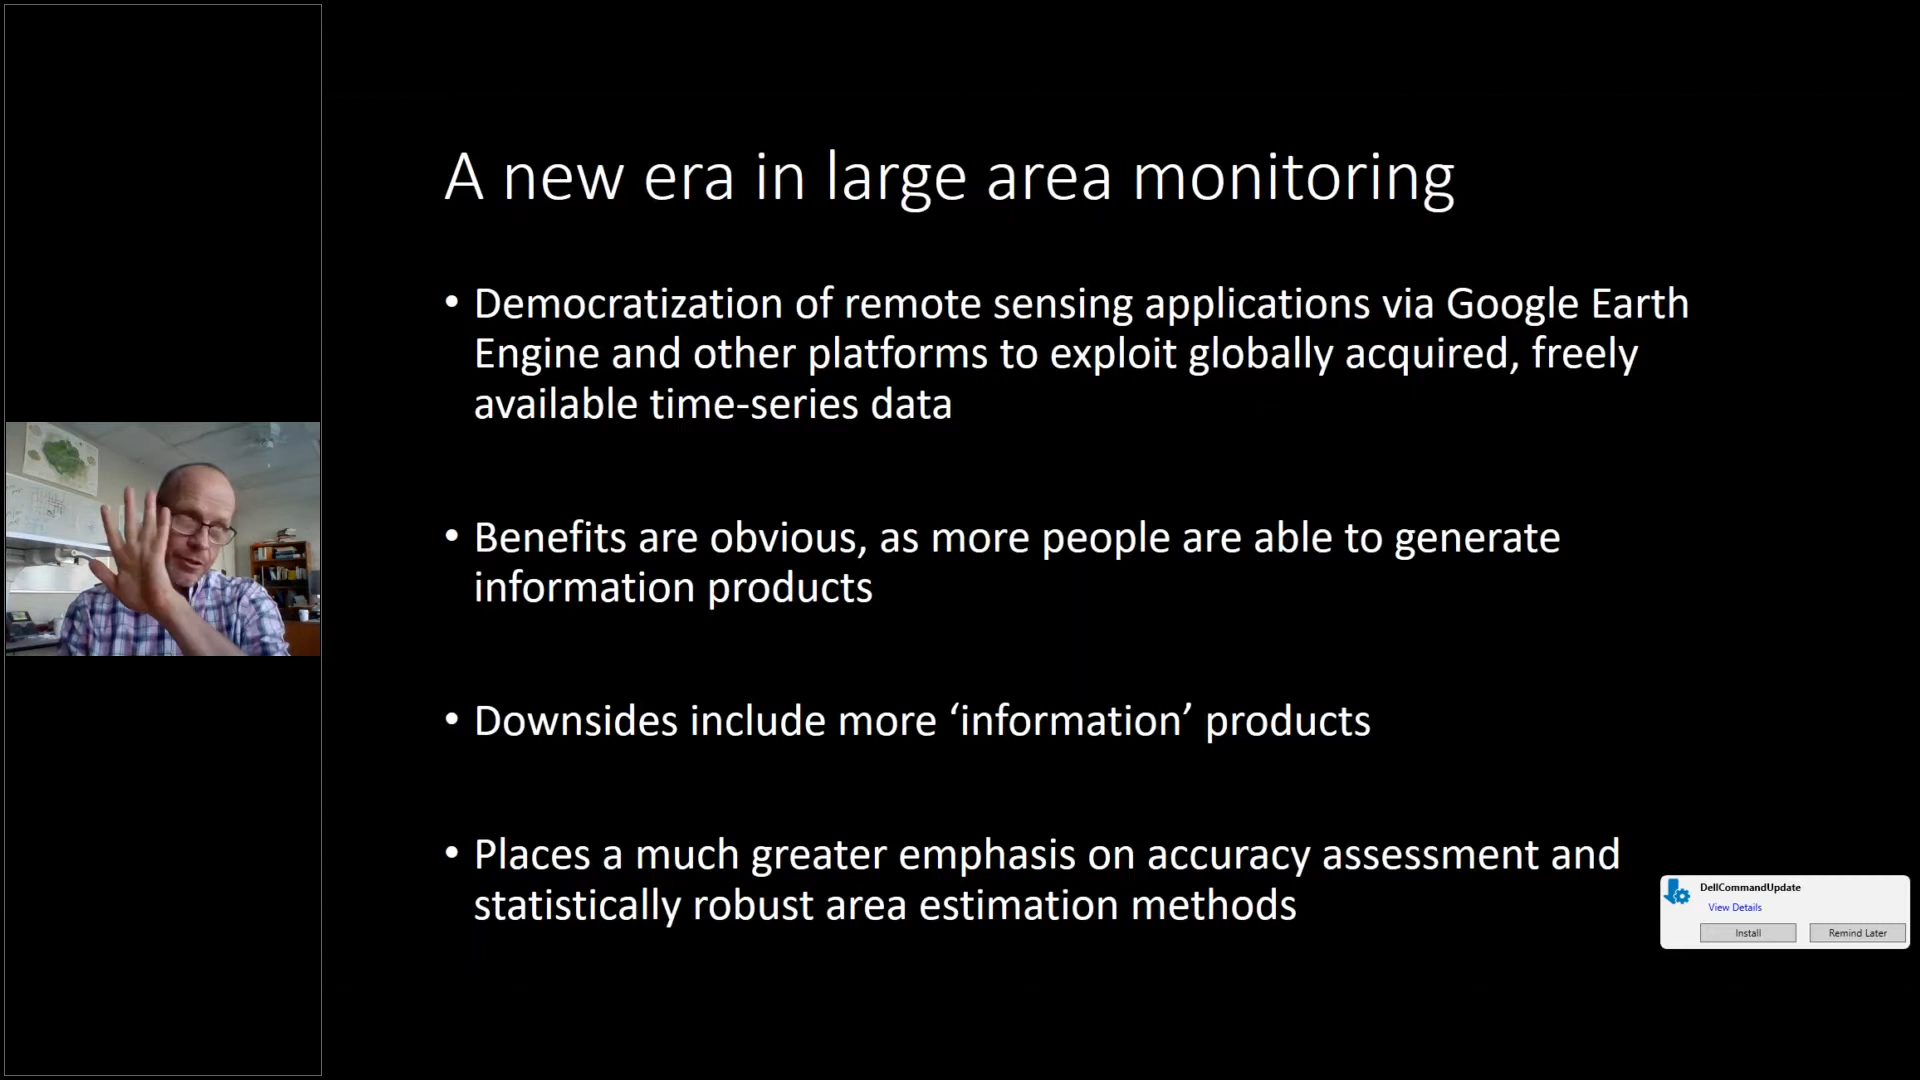 A new era in large area monitoring
• Democratization of remote sensing applications via Google Earth
Engine and other platforms to exploit globally acquired, freely
available time-series data
• Benefits are obvious, as more people are able to generate
information products
• Downsides include more ‘information’ products
• Places a much greater emphasis on accuracy assessment and
statistically robust area estimation methods
DellCommandUpdate
View Details
Install
Remind Later